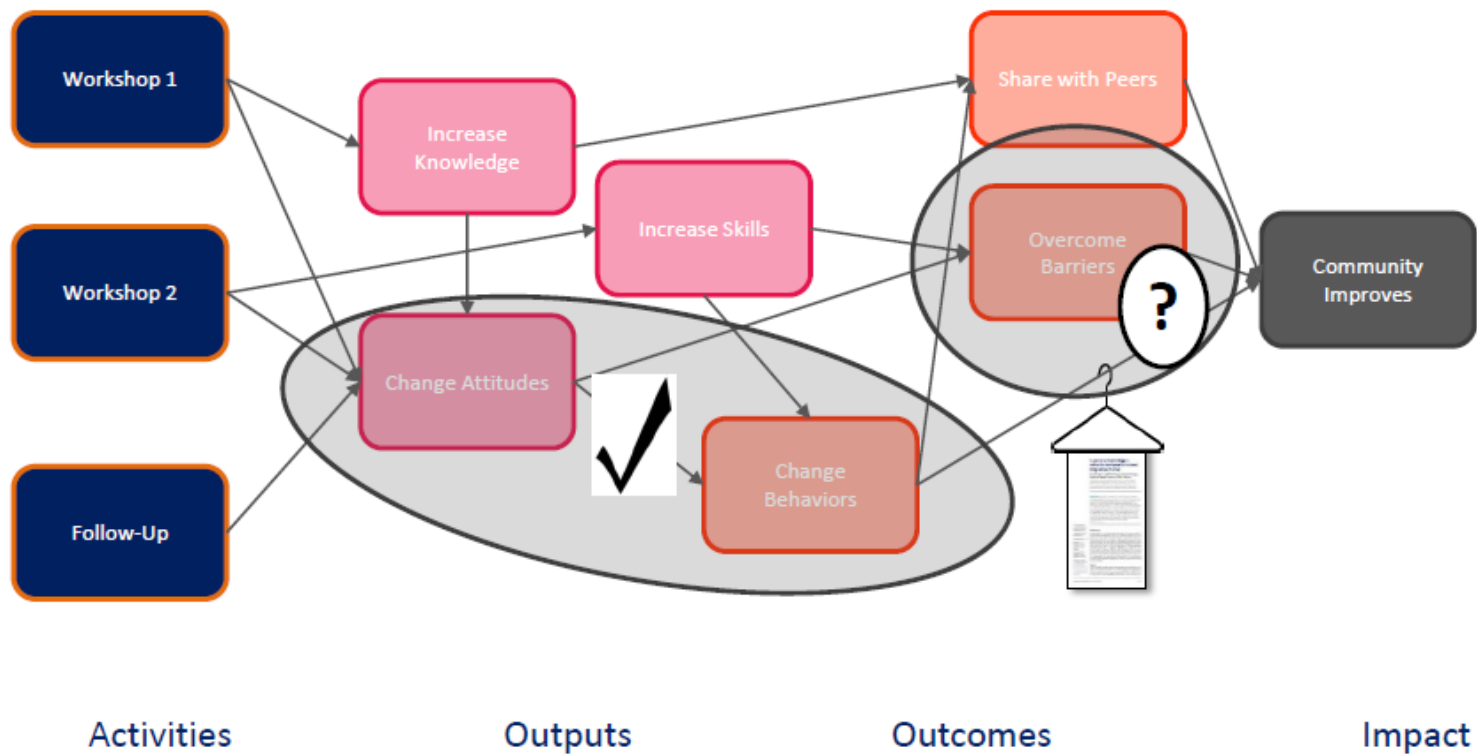 Workshop 1
Share with Peers
Increase
Knowledge
Increase Skills
Workshop 2
Overcome
Barriers
?
Community
Improves
Change Attitudes
Change
Behaviors
Follow-Up
Activities
Outputs
Outcomes
Impact